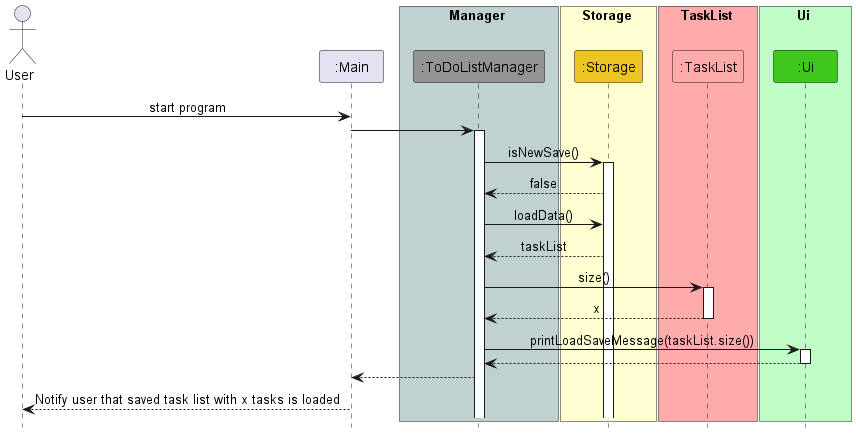 Manager
Storage
TaskList
Ui
User
:Main
:ToDoListManager
:Storage
:TaskList
:Ui
start program
isNewSave()
false
loadData()
taskList
size()
x
printLoadSaveMessage(taskList.size())
Notify user that saved task list with x tasks is loaded